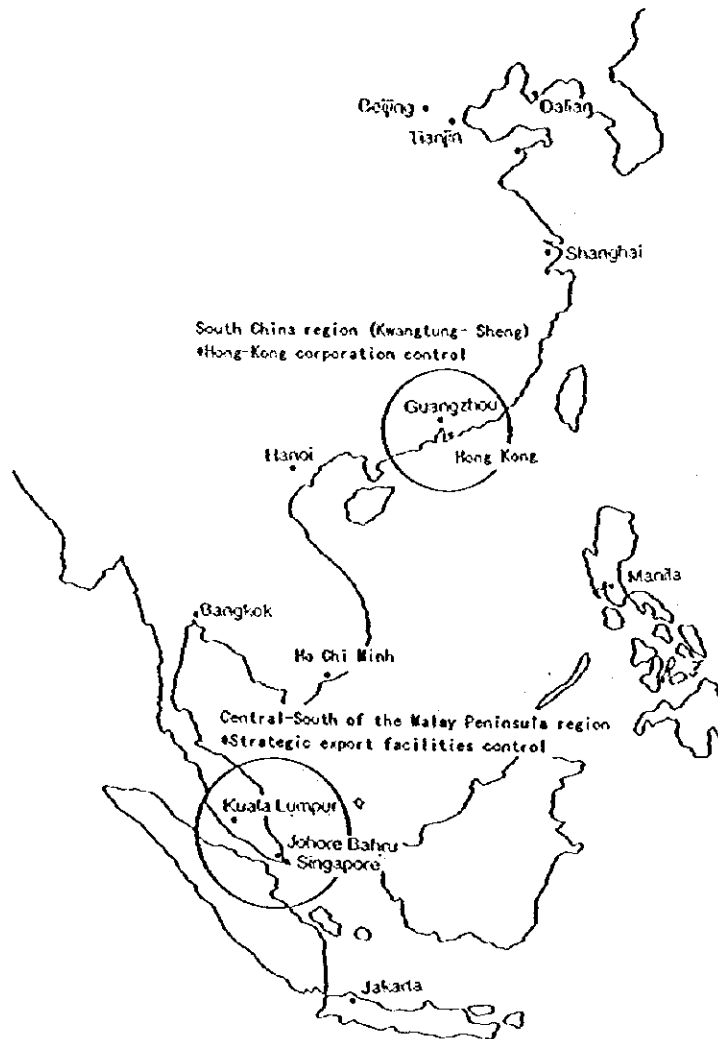 Beijing
Dalian
Tianjin
Shanghai
South China region (Kwangtung- Sheng)
*Hong-Kong corporation control
Guangzhou
Hong Kong
Hanoi
Manila
Bangkok
Ho Chi Minh
Central-South of the Malay Peninsula region
*Strategic export facilities control
Kuala Lumpur
Johore Bahru
Singapore
Jakarta